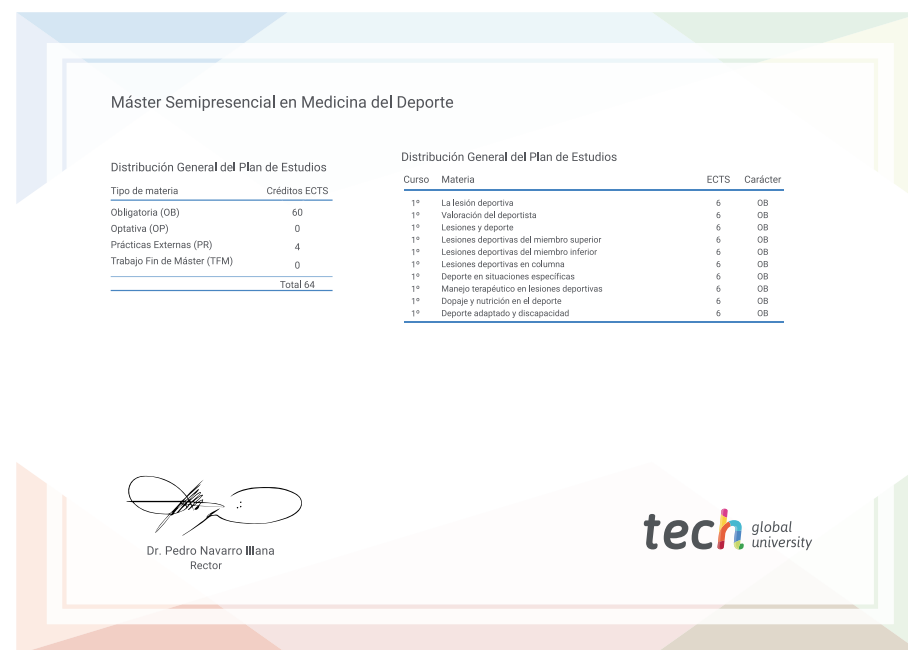 Máster Semipresencial en Medicina del Deporte
Distribución General del Plan de Estudios
Tipo de materia Créditos ECTS
Obligatoria (OB) 60
Optativa (OP) 0
Prácticas Externas (PR) 4
Trabajo Fin de Máster (TFM) 0
Total 64
Distribución General del Plan de Estudios
Curso Materia ECTS Carácter
1º La lesión deportiva 6 OB
1º Valoración del deportista 6 OB
1º Lesiones y deporte 6 OB
1º Lesiones deportivas del miembro superior 6 OB
1º Lesiones deportivas del miembro inferior 6 OB
1º Lesiones deportivas en columna 6 OB
1º Deporte en situaciones específicas 6 OB
1º Manejo terapéutico en lesiones deportivas 6 OB
1º Dopaje y nutrición en el deporte 6 OB
1º Deporte adaptado y discapacidad 6 OB
Dr. Pedro Navarro Illana
Rector
tech global
university